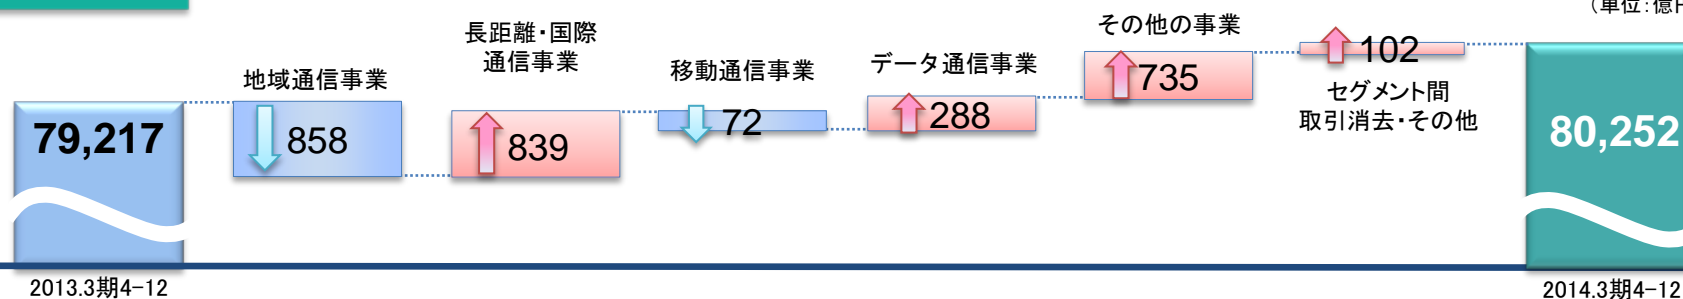 （単位：億円
79,217
地域通信事業
858
長距離・国際
通信事業
839
移動通信事業
72
データ通信事業
288
その他の事業
735
102
セグメント間
取引消去・その他
80,252
2013.3期4-12
2014.3期4-12